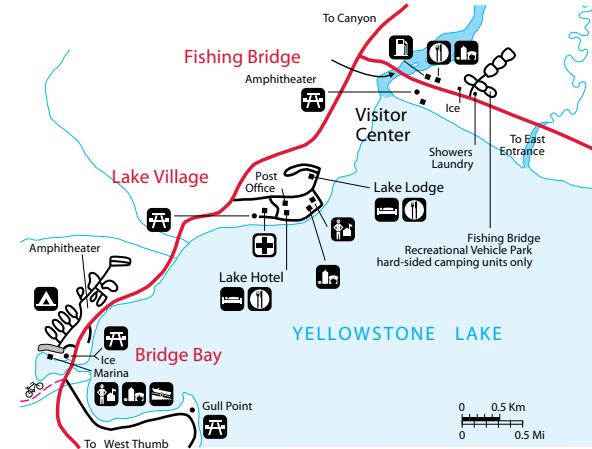 To Canyon
Fishing Bridge
Amphitheater
Visitor
Center
Ice
Showers
Laundry
To East
Entrance
Lake Village
Post
Office
Lake Lodge
Fishing Bridge
Recreational Vehicle Park
hard-sided camping units only
Amphitheater
Lake Hotel
YELLOWSTONE LAKE
Ice
Marina
Bridge Bay
Gull Point
To West Thumb
0 0.5 Km
0 0.5 Mi